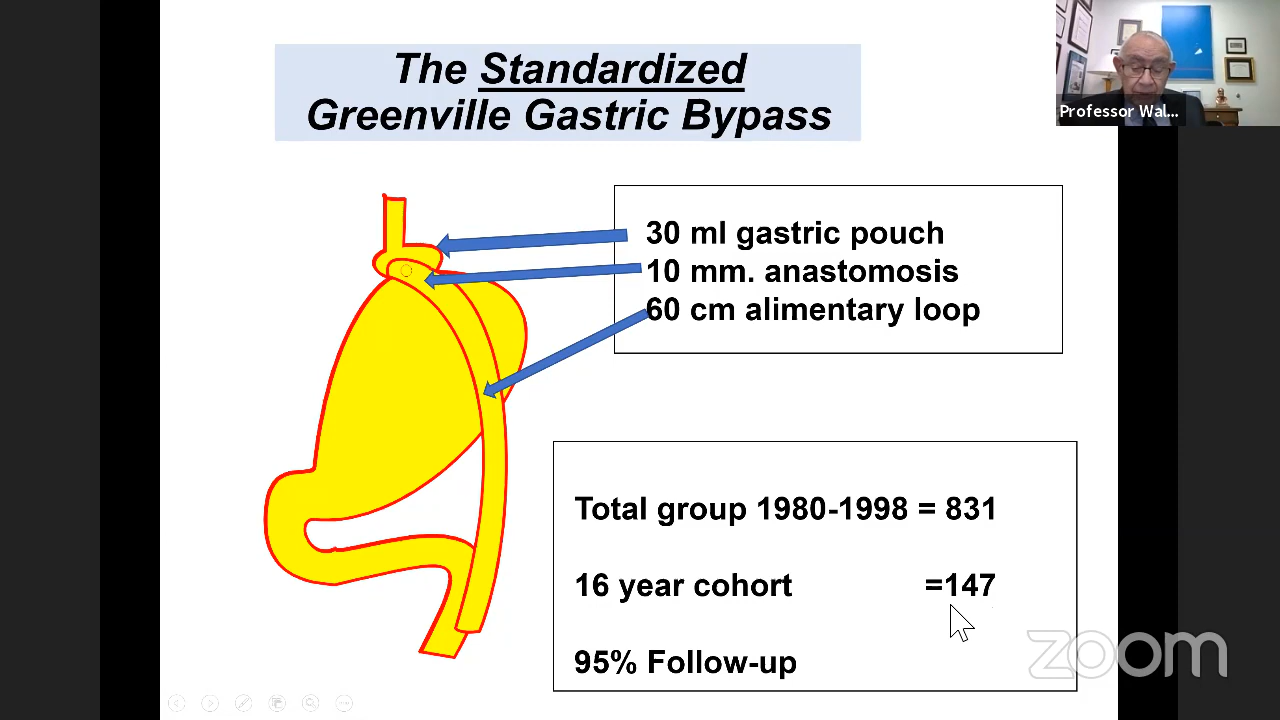 The Standardized
Greenville Gastric Bypass
Professor Wal...
30 ml gastric pouch
10 mm. anastomosis
60 cm alimentary loop
Total group 1980-1998 = 831
16 year cohort =147
95% Follow-up
zoom